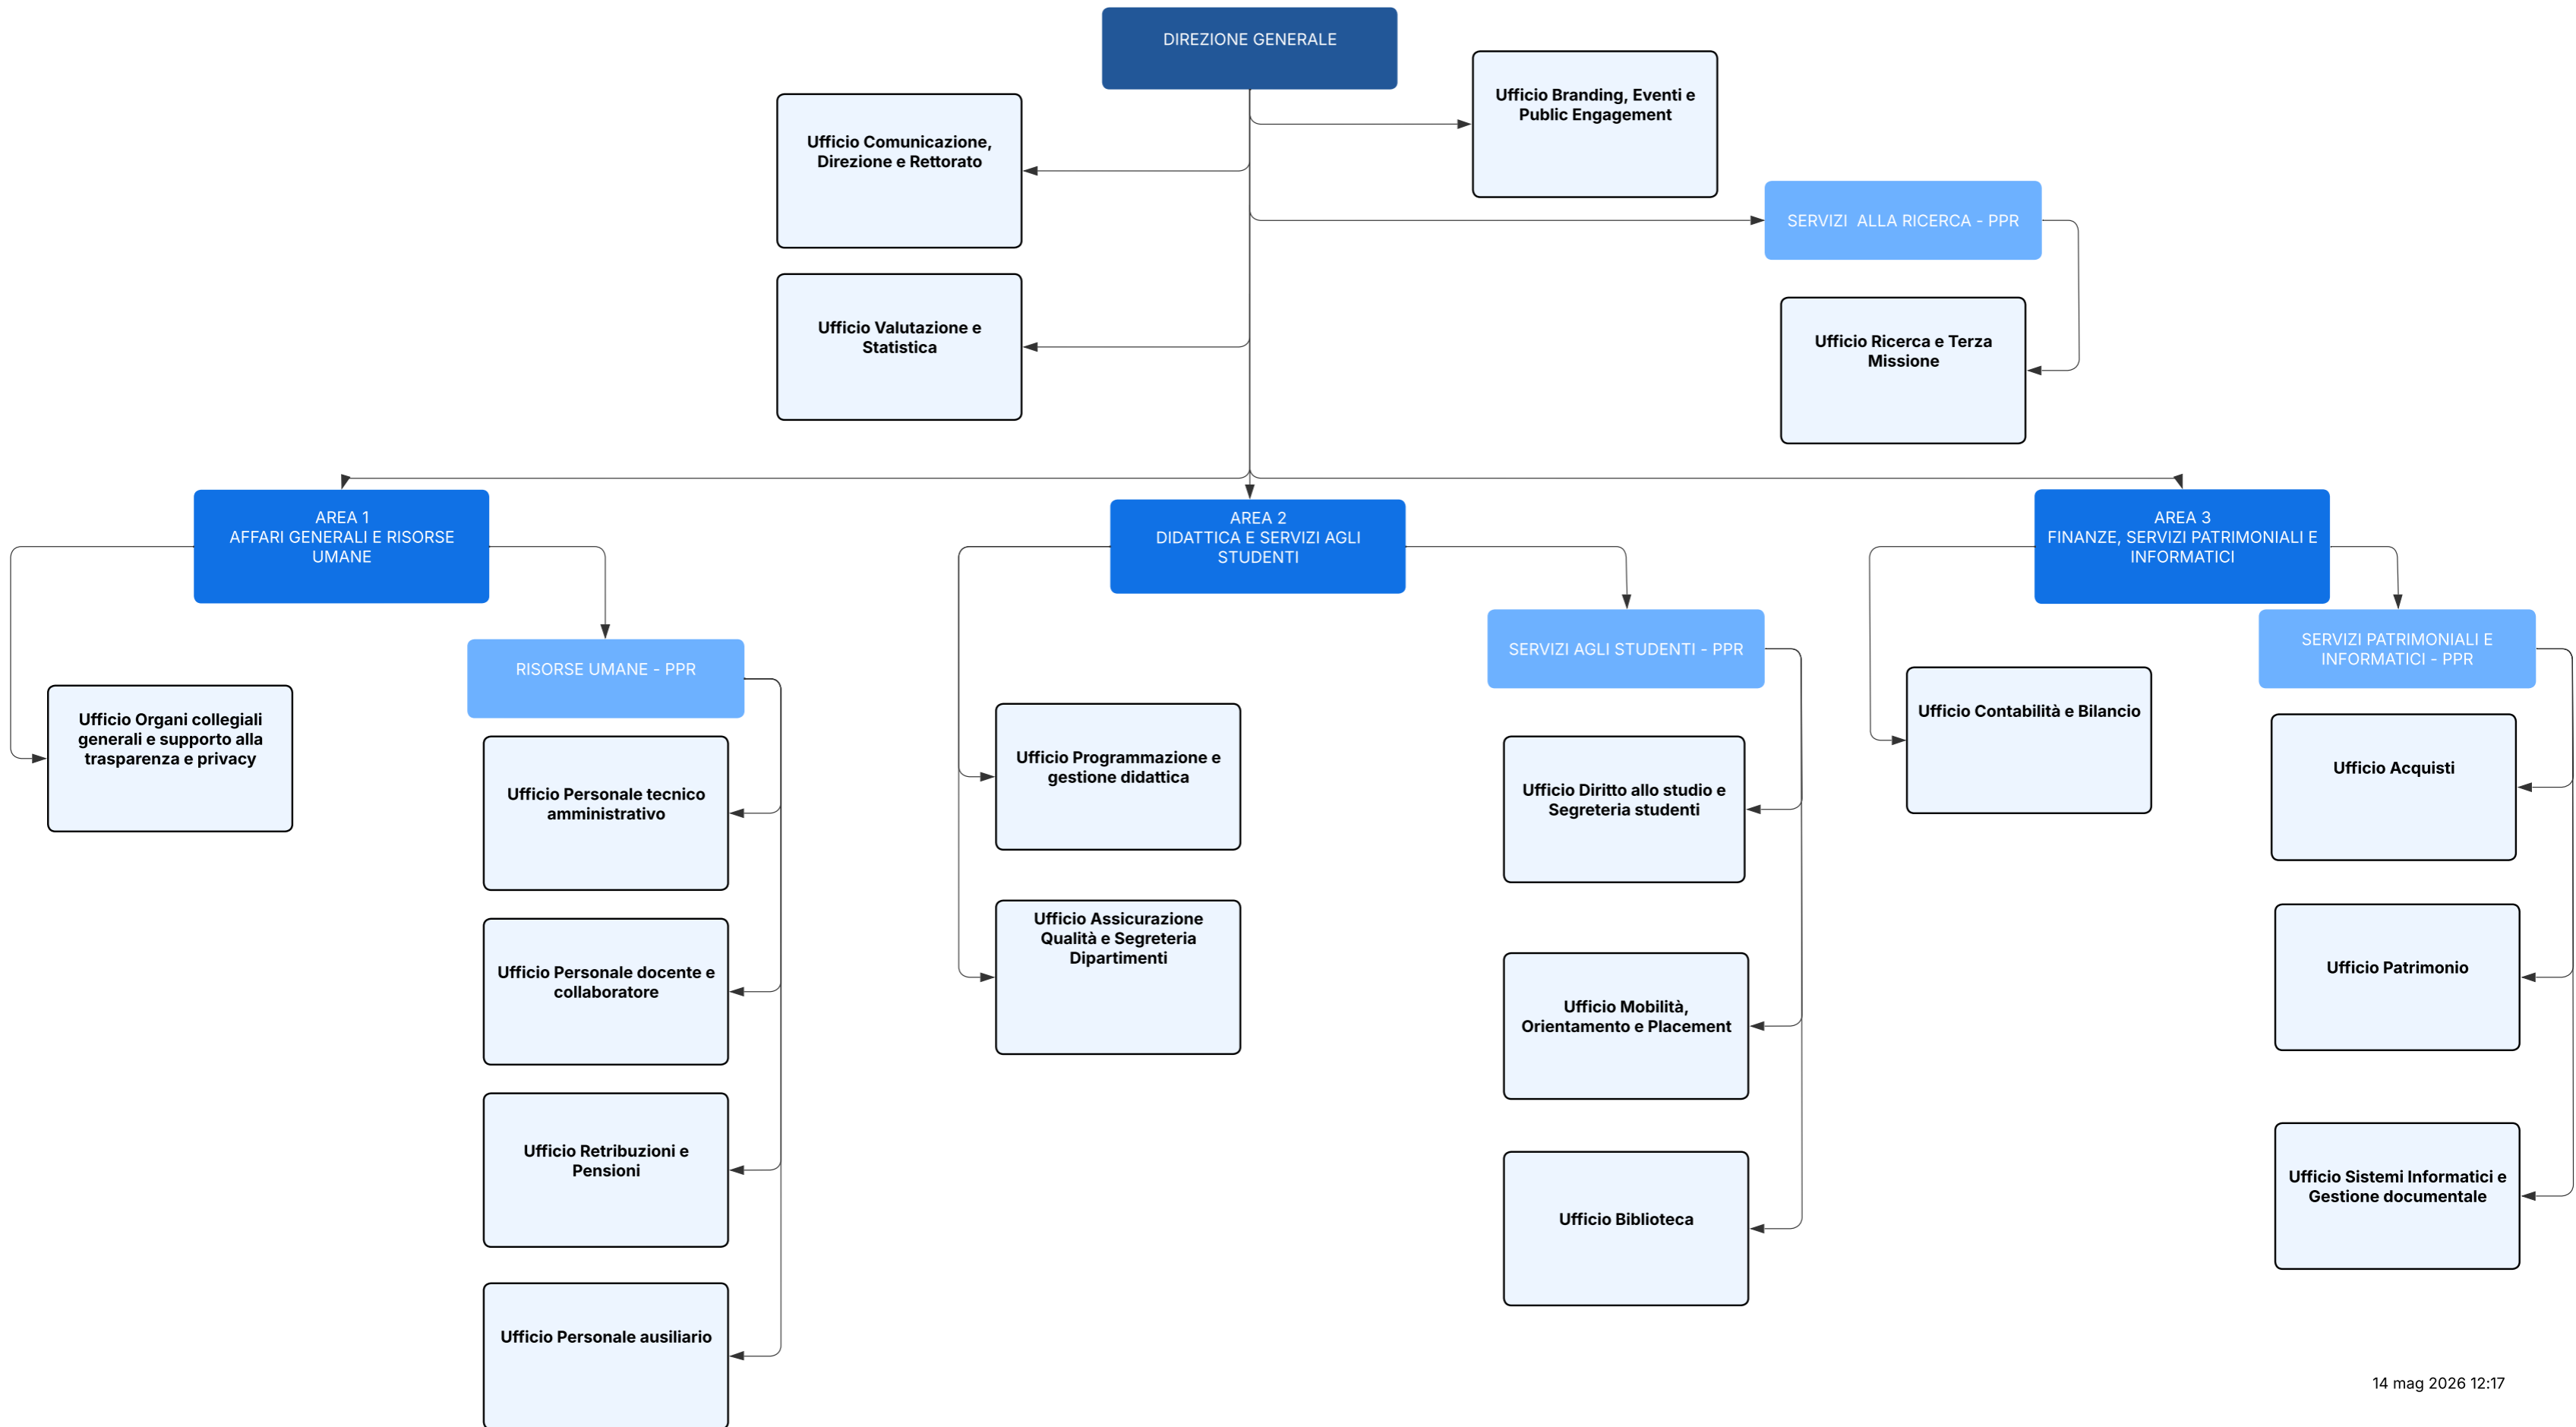 DIREZIONE GENERALE
Ufficio Branding, Eventi e
Public Engagement
Ufficio Comunicazione,
Direzione e Rettorato
SERVIZI  ALLA RICERCA - PPR
Ufficio Valutazione e
Statistica
Ufficio Ricerca e Terza
Missione
AREA 1
AFFARI GENERALI E RISORSE
UMANE
RISORSE UMANE - PPR
Ufficio Organi collegiali
generali e supporto alla
trasparenza e privacy
Ufficio Personale tecnico
amministrativo
Ufficio Personale docente e
collaboratore
Ufficio Retribuzioni e
Pensioni
Ufficio Personale ausiliario
AREA 2
DIDATTICA E SERVIZI AGLI
STUDENTI
SERVIZI AGLI STUDENTI - PPR
Ufficio Programmazione e
gestione didattica
Ufficio Assicurazione
Qualità e Segreteria
Dipartimenti
Ufficio Diritto allo studio e
Segreteria studenti
Ufficio Mobilità,
Orientamento e Placement
Ufficio Biblioteca
AREA 3
FINANZE, SERVIZI PATRIMONIALI E
INFORMATICI
SERVIZI PATRIMONIALI E
INFORMATICI - PPR
Ufficio Contabilità e Bilancio
Ufficio Acquisti
Ufficio Patrimonio
Ufficio Sistemi Informatici e
Gestione documentale
14 mag 2026 12:17